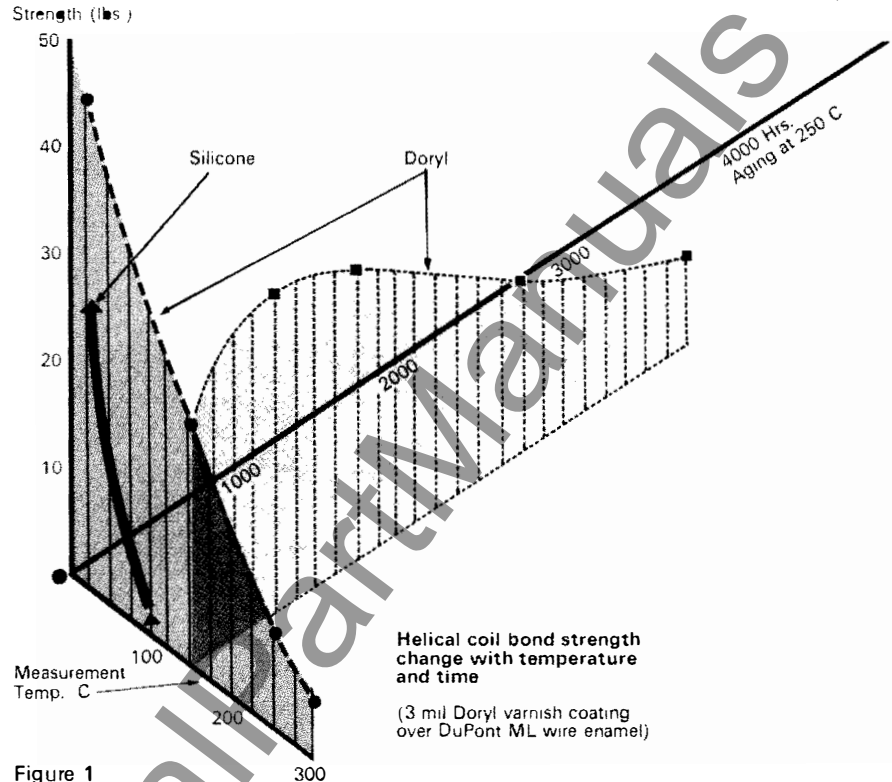 Strength (lbs )
50
40
Silicone
Doryl
4000 Hrs.
Aging at 250 C
30
3000
20
2000
10
1000
100
Measurement
Temp. C
200
300
Helical coil bond strength
change with temperature
and time
(3 mil Doryl varnish coating
over DuPont ML wire enamel)
Figure 1